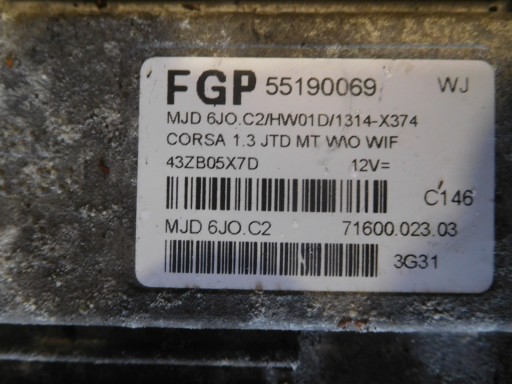 FGP 55190069 WJ
MJD 6JO.C2/HW01D/1314-X374
CORSA 1.3 JTD MT W\O WIF
43ZB05X7D 12V=
C146
MJD 6JO.C2 71600.023.03
3G31